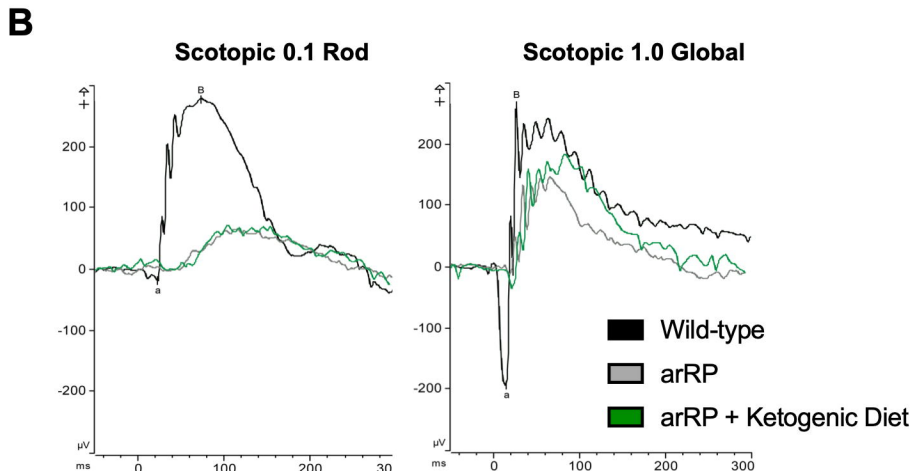 B
Scotopic 0.1 Rod
Scotopic 1.0 Global
B
200
100
0
-100
-200
a
µV
ms
0
100
200
30
B
200
100
0
-100
-200
a
µV
ms
0
100
200
300
Wild-type
arRP
arRP + Ketogenic Diet